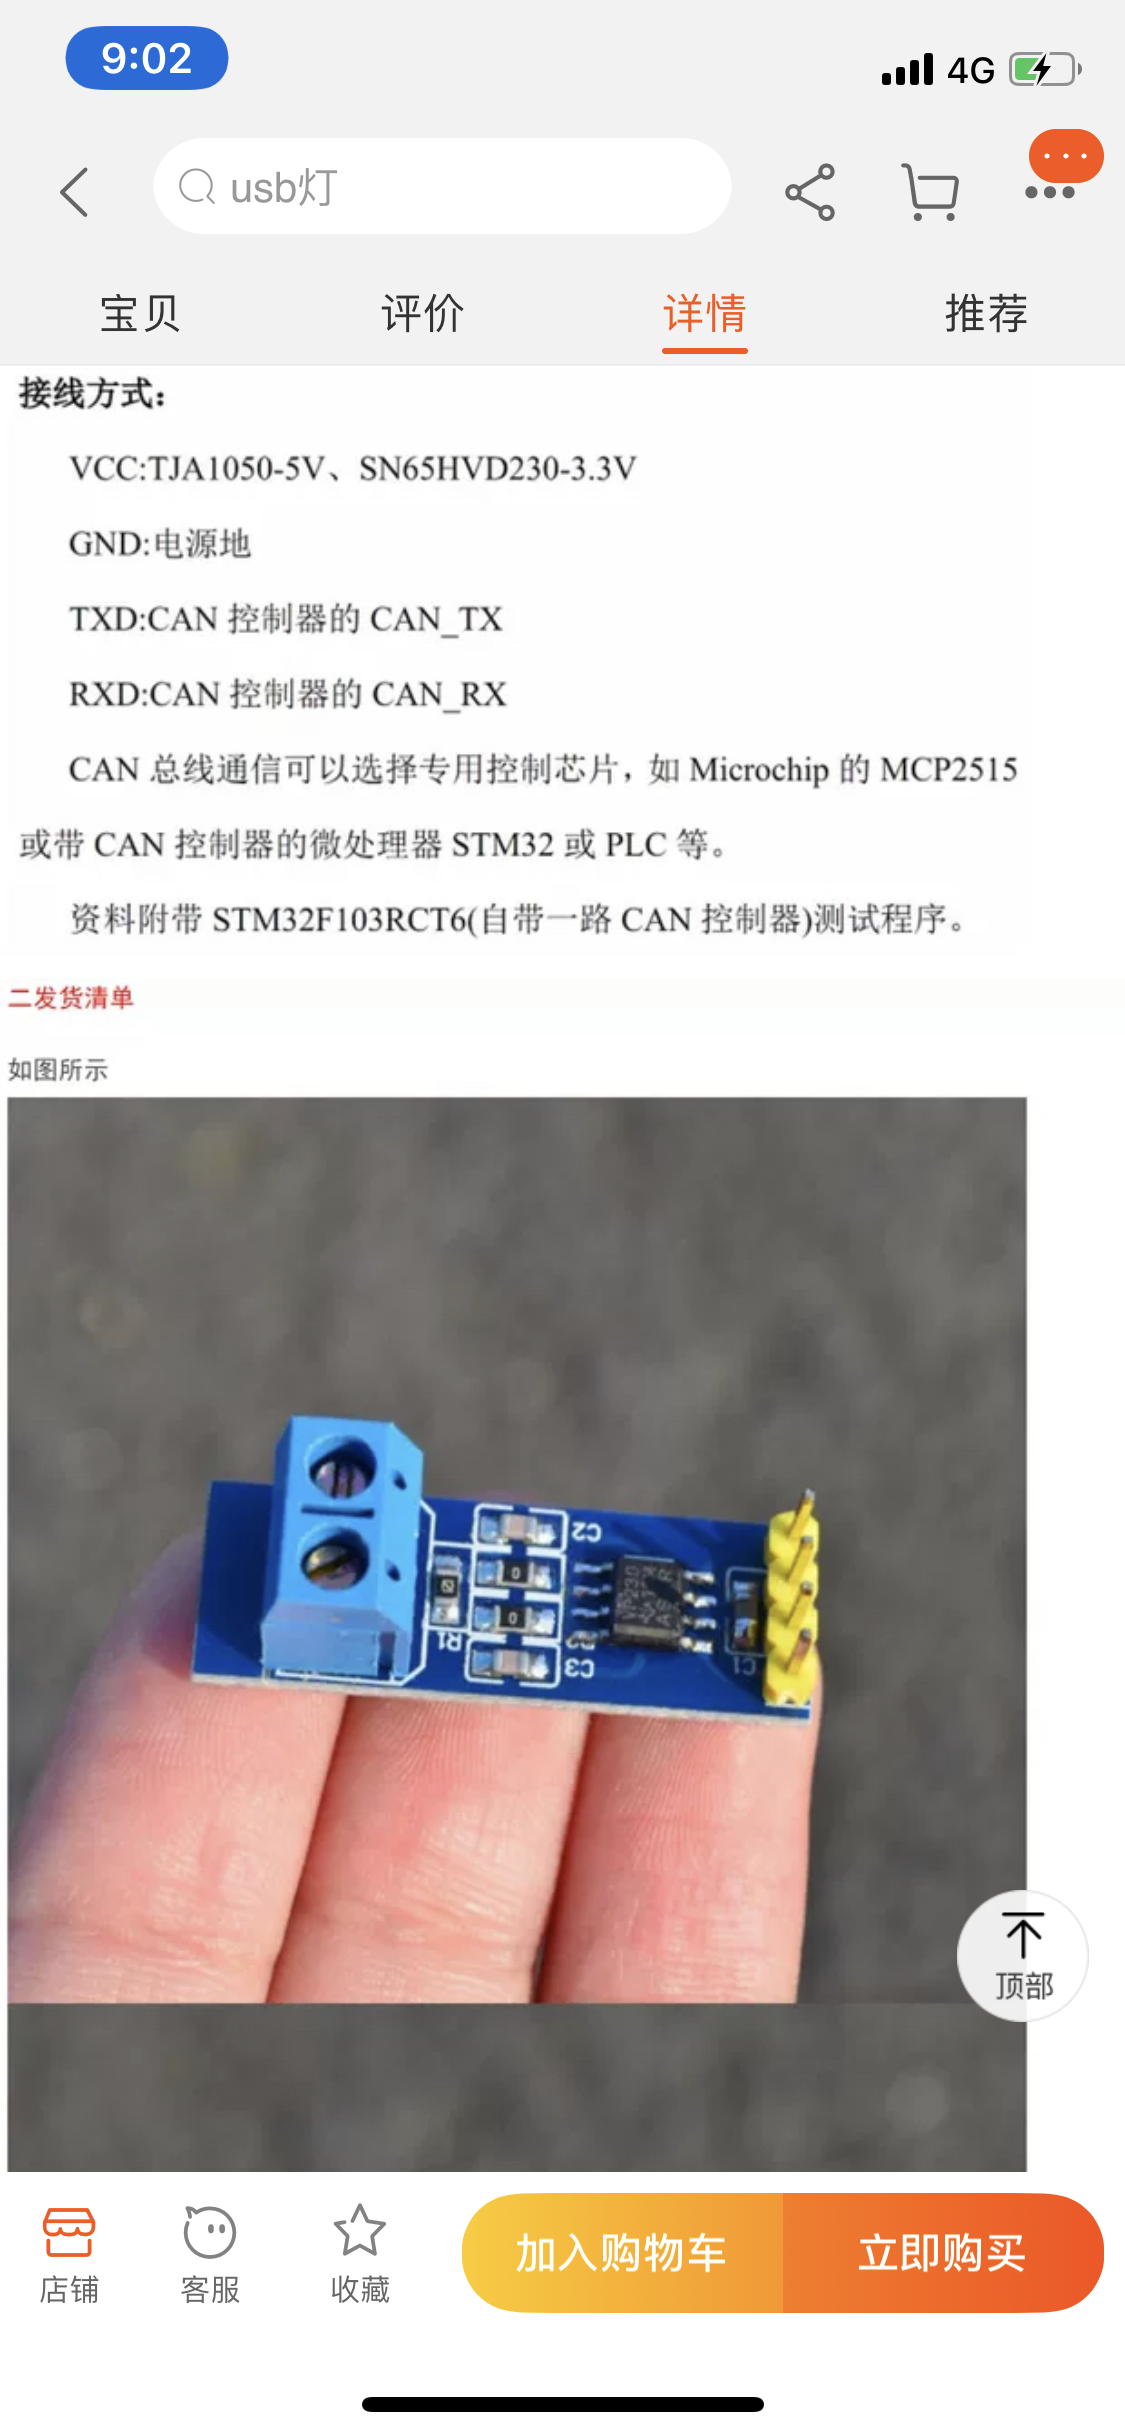 9:02
4G
usb灯
宝贝
评价
详情
推荐
接线方式：
VCC:TJA1050-5V、SN65HVD230-3.3V
GND:电源地
TXD:CAN 控制器的 CAN_TX
RXD:CAN 控制器的 CAN_RX
CAN 总线通信可以选择专用控制芯片，如 Microchip 的 MCP2515
或带 CAN 控制器的微处理器 STM32 或 PLC 等。
资料附带 STM32F103RCT6(自带一路 CAN 控制器)测试程序。
二发货清单
如图所示
C2
0
0
R1
C3
VP230
C1
顶部
店铺
客服
收藏
加入购物车
立即购买